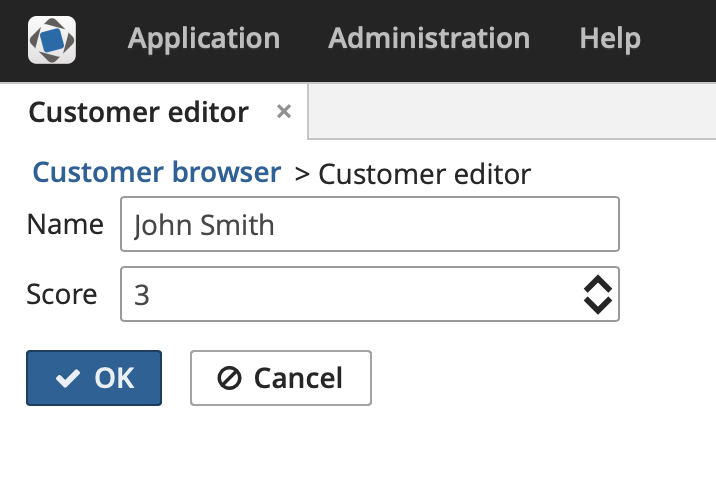 Application Administration Help
Customer editor ×
Customer browser > Customer editor
Name John Smith
Score 3
OK Cancel